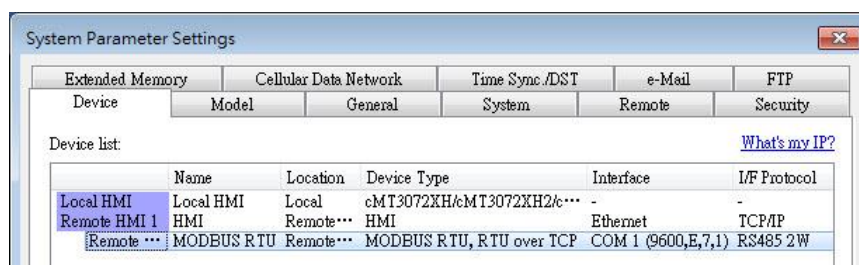 System Parameter Settings
Extended Memory Cellular Data Network Time Sync./DST e-Mail FTP
Device Model General System Remote Security
Device list: What's my IP?
Name Location Device Type Interface I/F Protocol
Local HMI Local HMI Local cMT3072XH/cMT3072XH2/c··· - -
Remote HMI 1 HMI Remote··· HMI Ethernet TCP/IP
Remote ··· MODBUS RTU Remote··· MODBUS RTU, RTU over TCP COM 1 (9600,E,7,1) RS485 2W